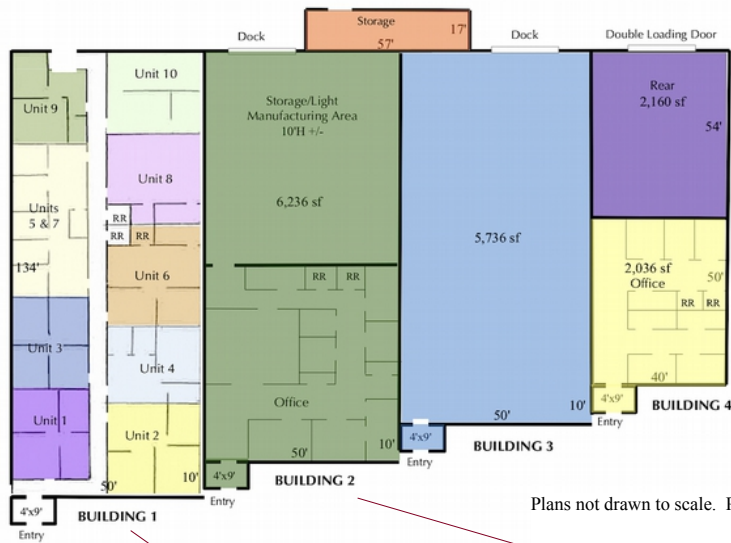 Storage
17'
57'
Dock
Dock
Double Loading Door
Unit 10
Unit 9
Storage/Light
Manufacturing Area
10'H +/-
Rear
2,160 sf
54'
Unit 8
Units
5 & 7
6,236 sf
RR
RR
RR
5,736 sf
134'
Unit 6
RR
RR
2,036 sf
Office
50'
RR
RR
Unit 3
Unit 4
40'
Unit 1
Unit 2
Office
10'
50'
10'
4'x9'
Entry
BUILDING 4
50'
10'
4'x9'
Entry
BUILDING 3
50'
10'
4'x9'
Entry
BUILDING 2
4'x9'
Entry
BUILDING 1
Plans not drawn to scale.